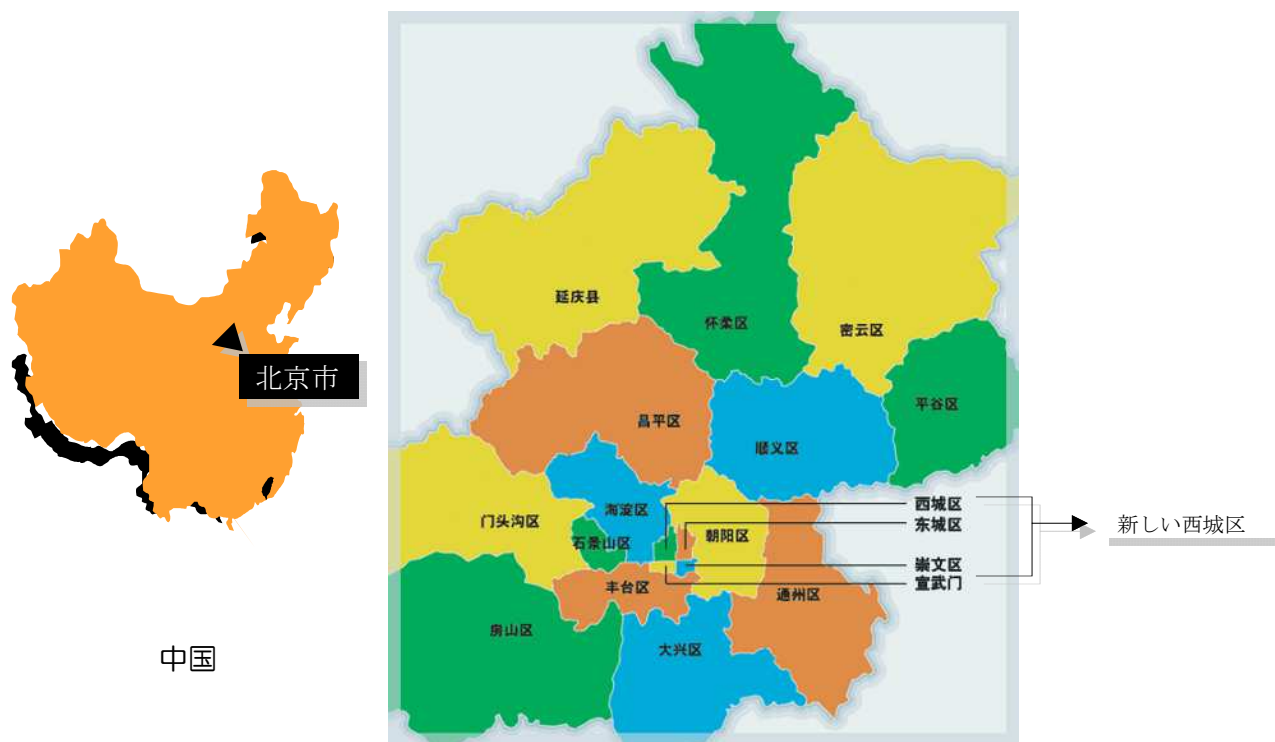 北京市
中国
延庆县
怀柔区
密云区
平谷区
昌平区
顺义区
海淀区
门头沟区
石景山区
朝阳区
西城区
东城区
崇文区
宣武门
丰台区
通州区
房山区
大兴区
新しい西城区